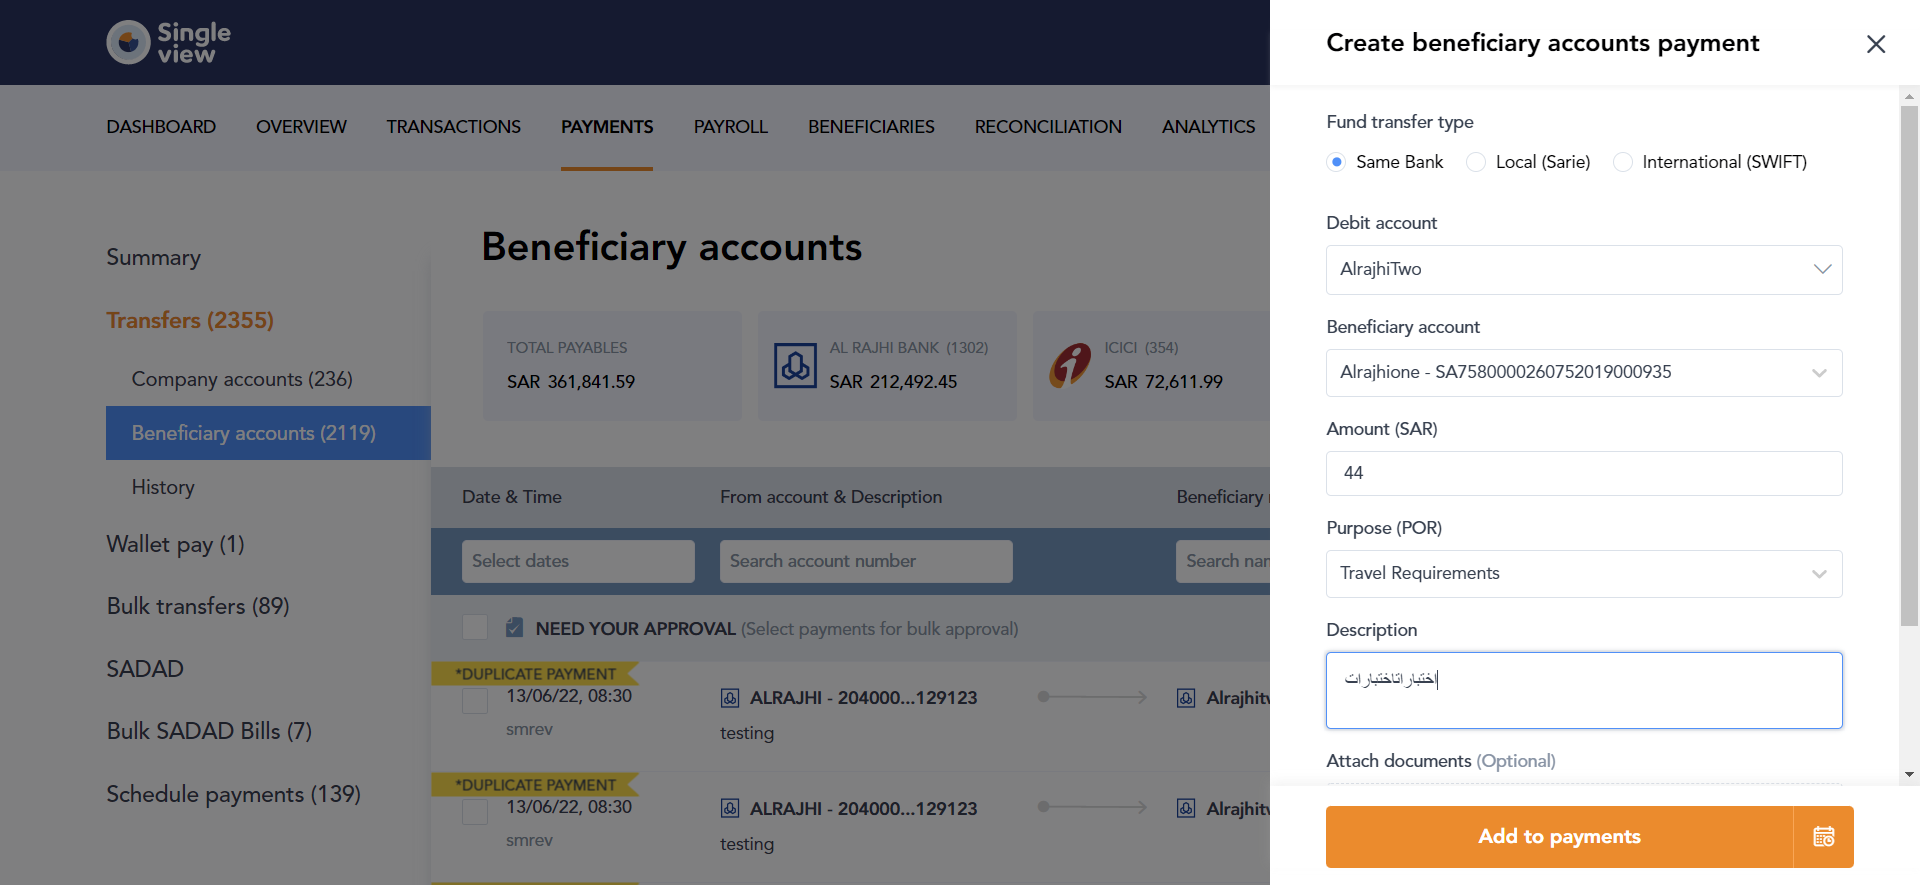 Single
view
DASHBOARD OVERVIEW TRANSACTIONS PAYMENTS PAYROLL BENEFICIARIES RECONCILIATION ANALYTICS
Summary
Transfers (2355)
Company accounts (236)
Beneficiary accounts (2119)
History
Wallet pay (1)
Bulk transfers (89)
SADAD
Bulk SADAD Bills (7)
Schedule payments (139)
Beneficiary accounts
TOTAL PAYABLES
SAR 361,841.59
AL RAJHI BANK (1302)
SAR 212,492.45
ICICI (354)
SAR 72,611.99
Date & Time From account & Description Beneficiary
Select dates Search account number Search nar
NEED YOUR APPROVAL (Select payments for bulk approval)
*DUPLICATE PAYMENT
13/06/22, 08:30 ALRAJHI - 204000...129123 Alrajhitw
smrev testing
*DUPLICATE PAYMENT
13/06/22, 08:30 ALRAJHI - 204000...129123 Alrajhitw
smrev testing
Create beneficiary accounts payment
Fund transfer type
Same Bank Local (Sarie) International (SWIFT)
Debit account
AlrajhiTwo
Beneficiary account
Alrajhione - SA7580000260752019000935
Amount (SAR)
44
Purpose (POR)
Travel Requirements
Description
اختباراتاختبارات
Attach documents (Optional)
Add to payments